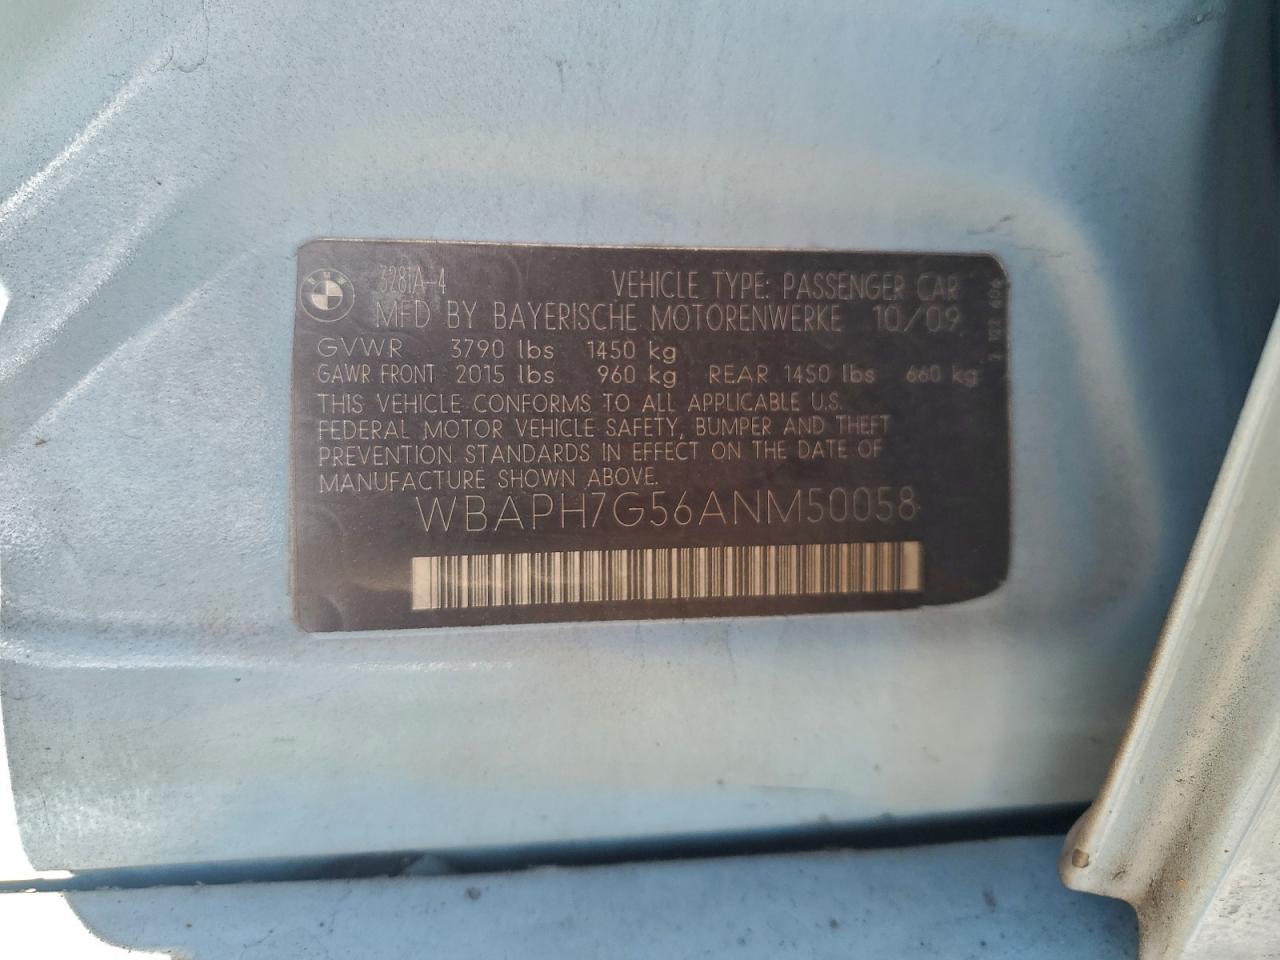 328IA-4 VEHICLE TYPE: PASSENGER CAR
MFD BY BAYERISCHE MOTORENWERKE 10/09
GVWR 3790 lbs 1450 kg
GAWR FRONT 2015 lbs 960 kg REAR 1450 lbs 660 kg
THIS VEHICLE CONFORMS TO ALL APPLICABLE U.S.
FEDERAL MOTOR VEHICLE SAFETY, BUMPER AND THEFT
PREVENTION STANDARDS IN EFFECT ON THE DATE OF
MANUFACTURE SHOWN ABOVE.
WBAPH7G56ANM50058